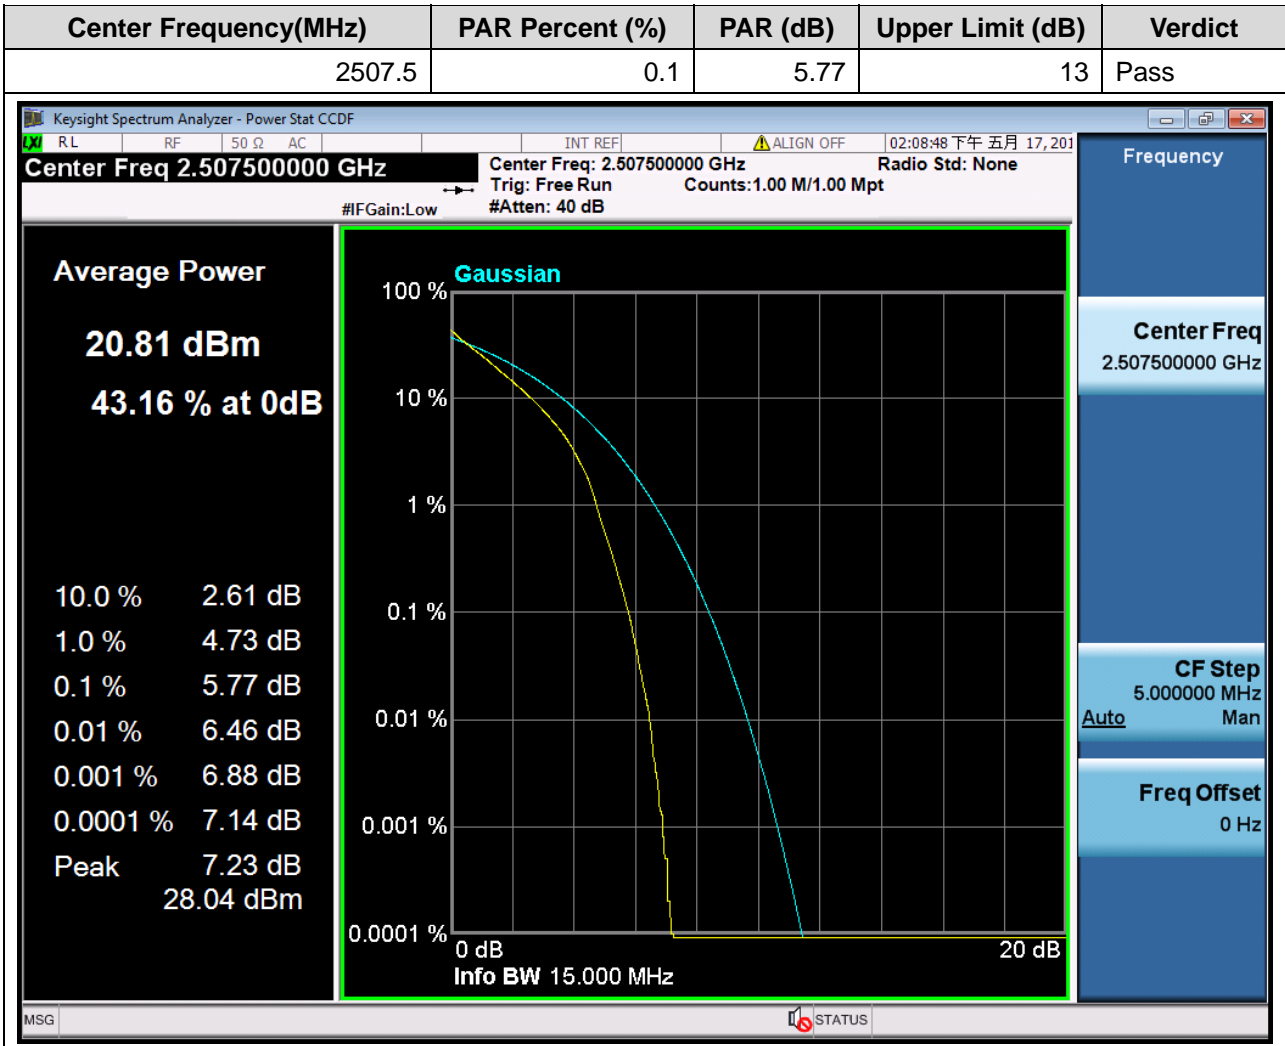 Center Frequency(MHz) PAR Percent (%) PAR (dB) Upper Limit (dB) Verdict
2507.5 0.1 5.77 13 Pass
Keysight Spectrum Analyzer - Power Stat CCDF
LXI RL RF 50 Ω AC INT REF ALIGN OFF 02:08:48 下午 五月 17, 201
Center Freq 2.507500000 GHz
Center Freq: 2.507500000 GHz Radio Std: None
Trig: Free Run Counts:1.00 M/1.00 Mpt
#IFGain:Low #Atten: 40 dB
Average Power
20.81 dBm
43.16 % at 0dB
10.0 % 2.61 dB
1.0 % 4.73 dB
0.1 % 5.77 dB
0.01 % 6.46 dB
0.001 % 6.88 dB
0.0001 % 7.14 dB
Peak 7.23 dB
28.04 dBm
Gaussian
100 %
10 %
1 %
0.1 %
0.01 %
0.001 %
0.0001 %
0 dB 20 dB
Info BW 15.000 MHz
Frequency
Center Freq
2.507500000 GHz
CF Step
5.000000 MHz
Auto Man
Freq Offset
0 Hz
MSG STATUS